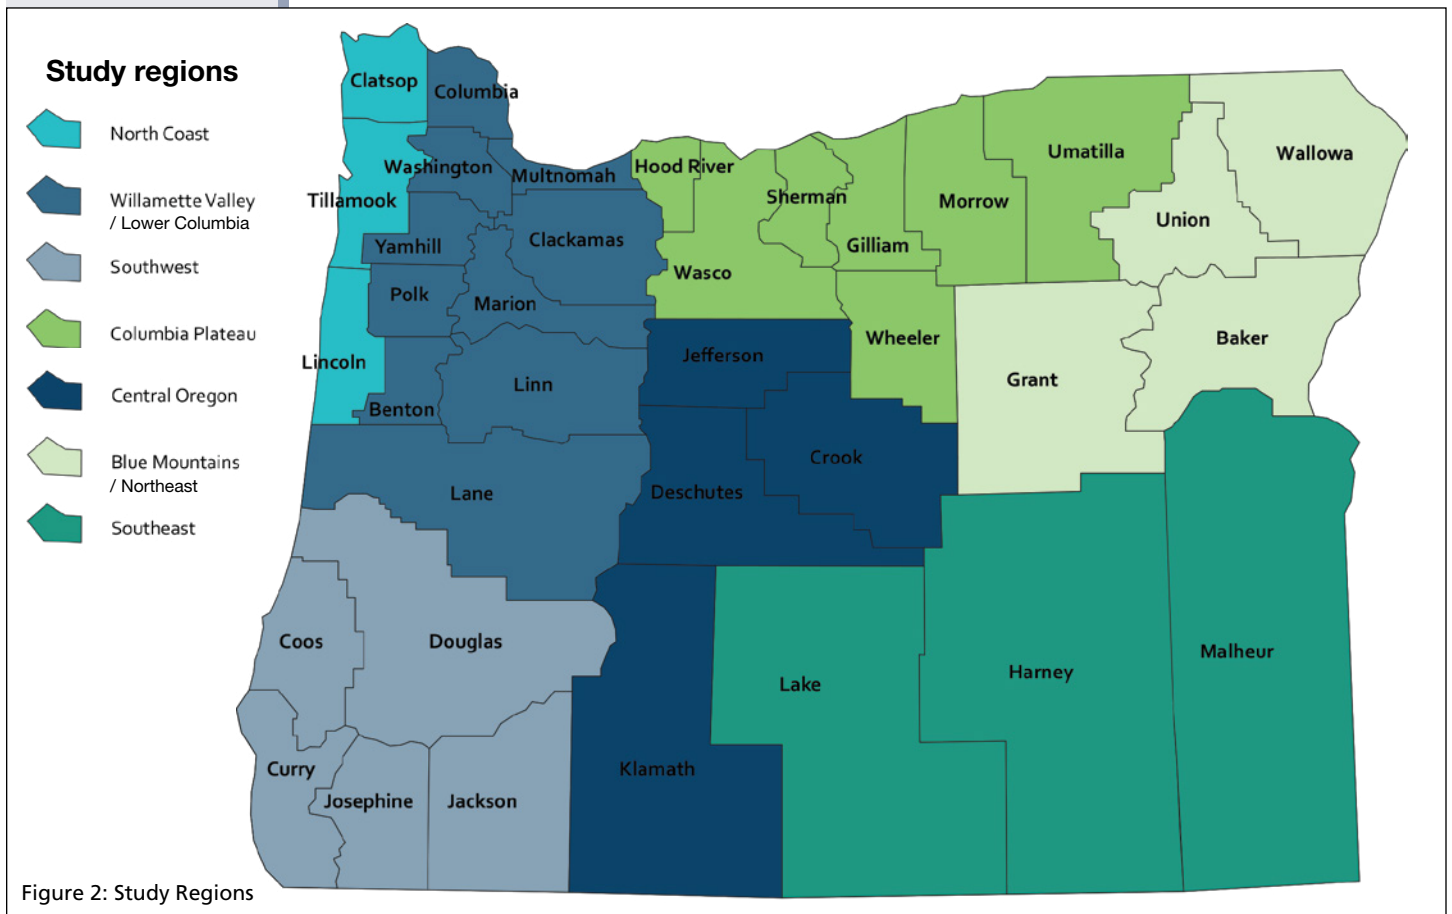 Study regions
North Coast
Willamette Valley
/ Lower Columbia
Southwest
Columbia Plateau
Central Oregon
Blue Mountains
/ Northeast
Southeast
Clatsop
Columbia
Tillamook
Washington
Multnomah
Yamhill
Clackamas
Polk
Marion
Lincoln
Benton
Linn
Lane
Hood River
Sherman
Wasco
Gilliam
Morrow
Umatilla
Wheeler
Union
Wallowa
Baker
Grant
Jefferson
Crook
Deschutes
Klamath
Coos
Douglas
Curry
Josephine
Jackson
Lake
Harney
Malheur
Figure 2: Study Regions